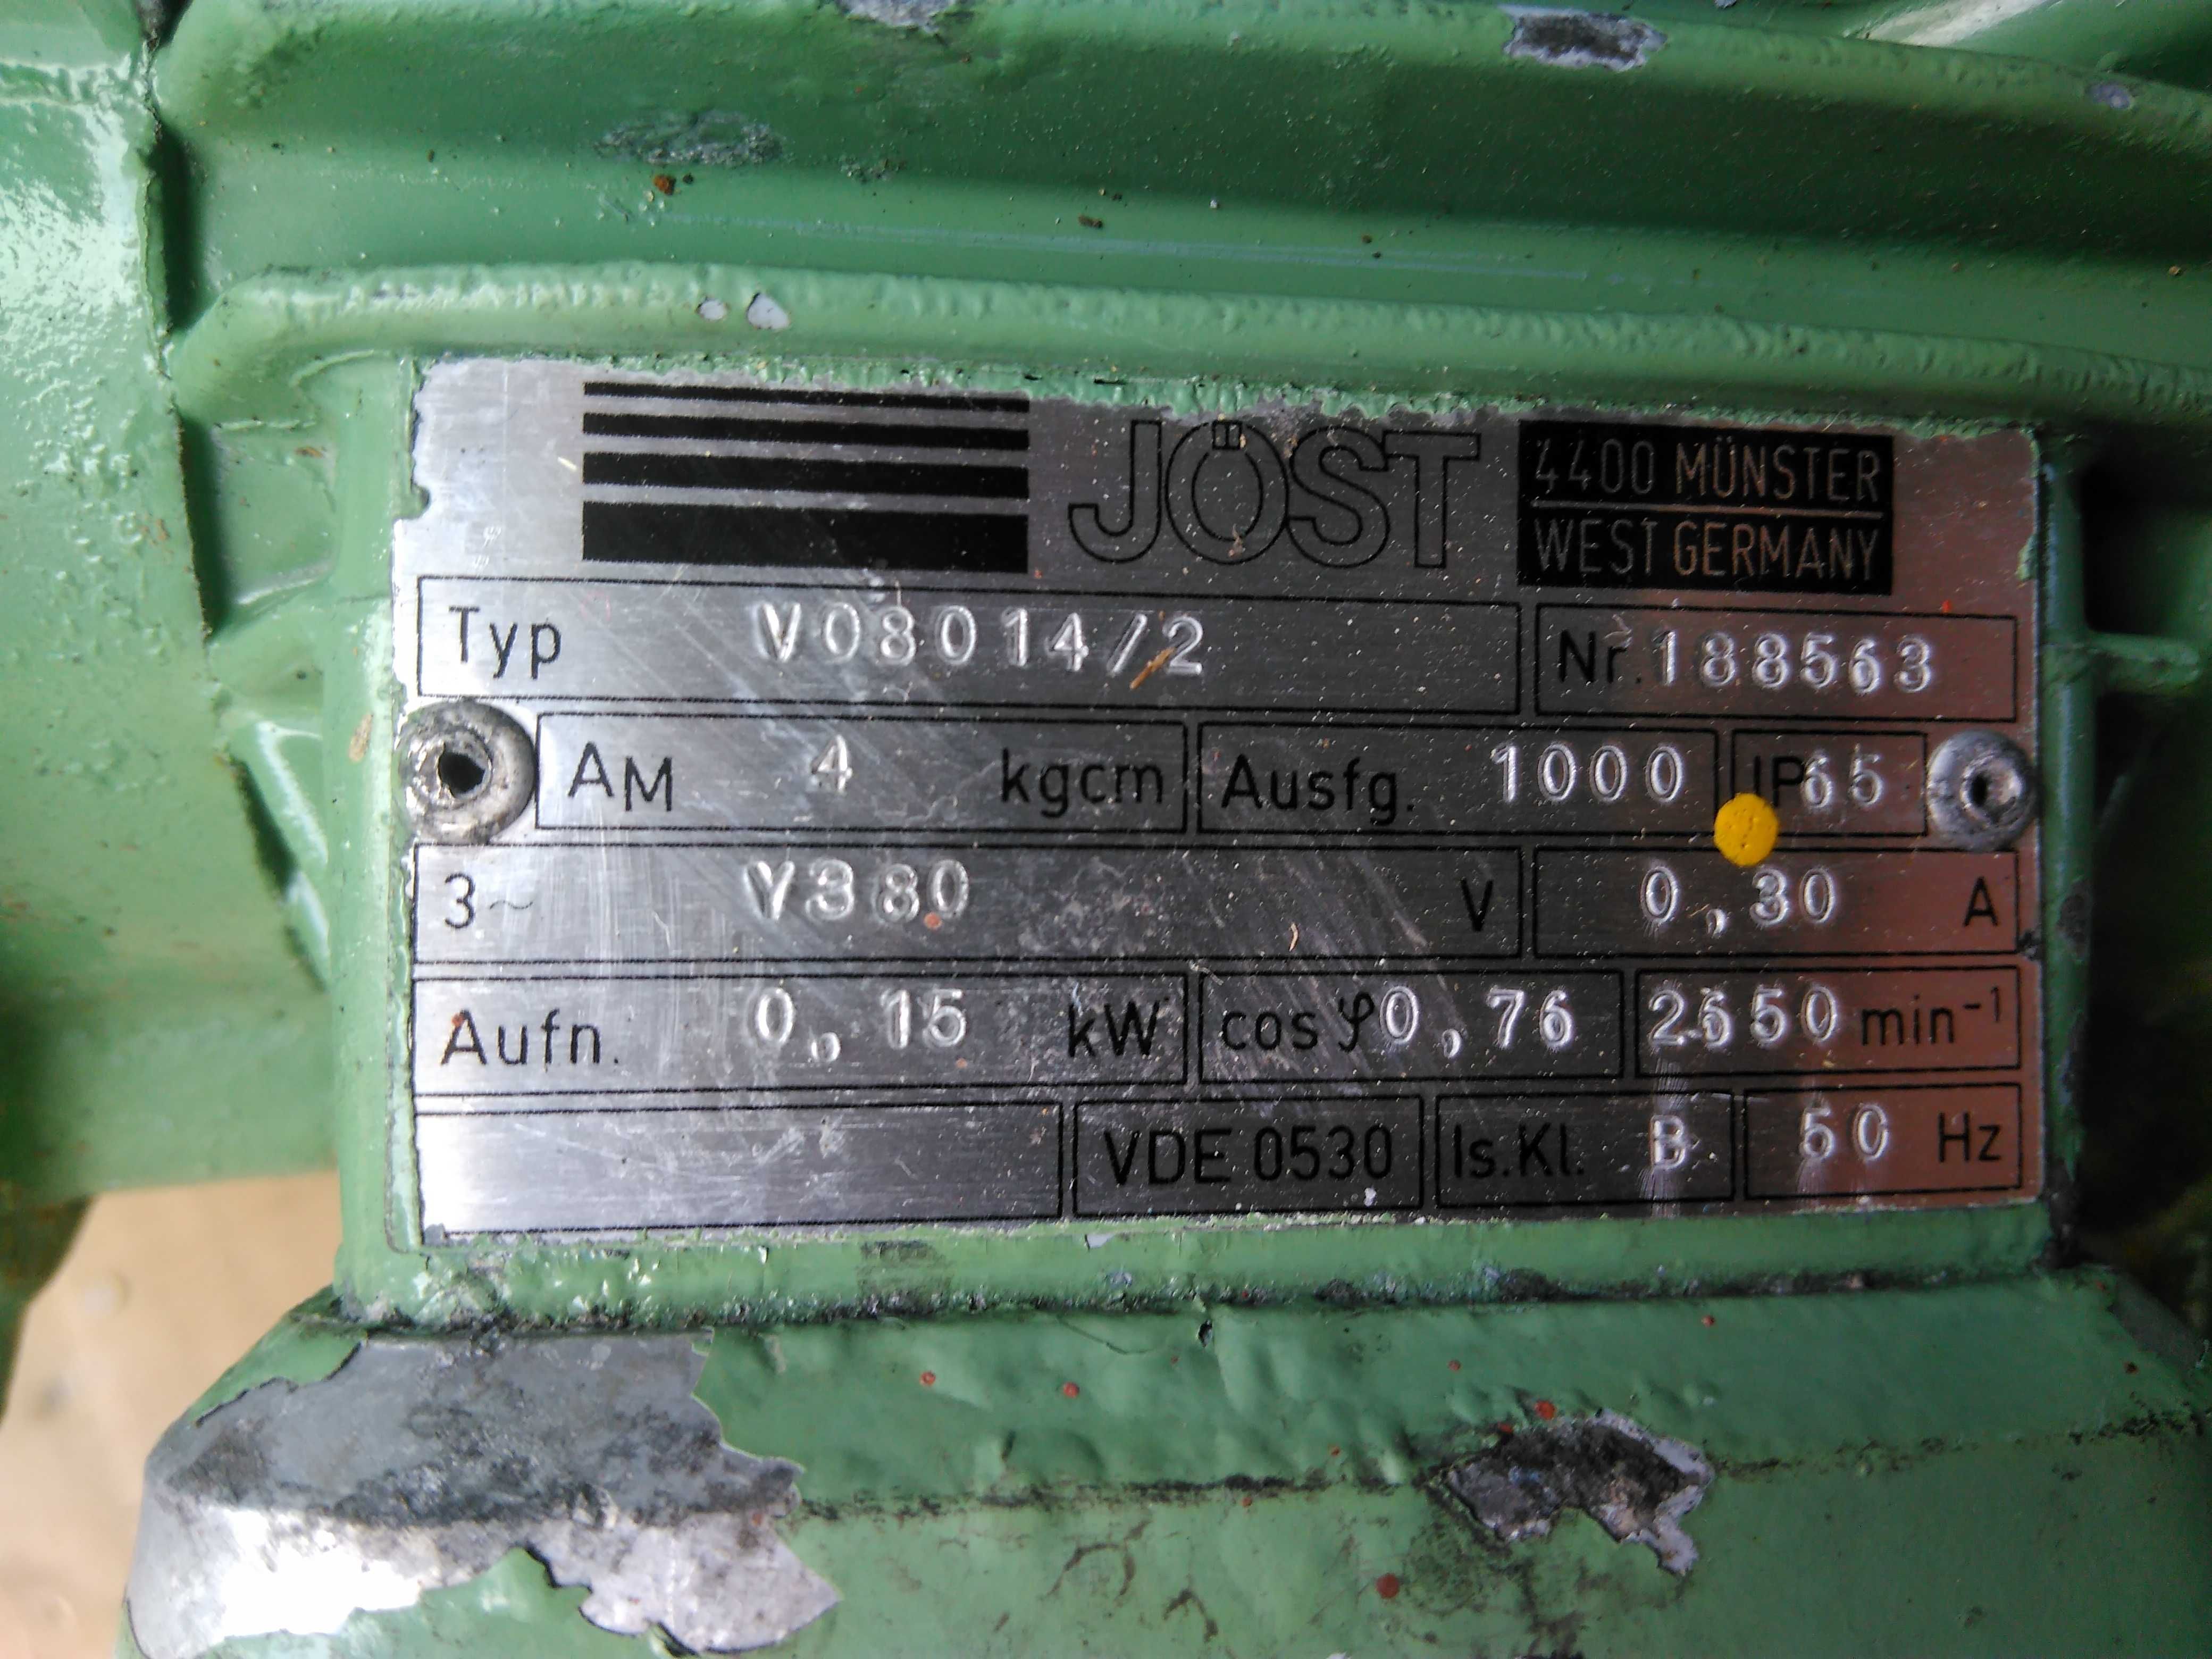 JÖST 4400 MÜNSTER
WEST GERMANY
Typ V08014/2 Nr. 188563
AM 4 kgcm Ausfg. 1000 IP65
3~ Y380 V 0,30 A
Aufn. 0,15 kW cos φ 0,76 2650 min⁻¹
VDE 0530 Is.Kl. B 50 Hz